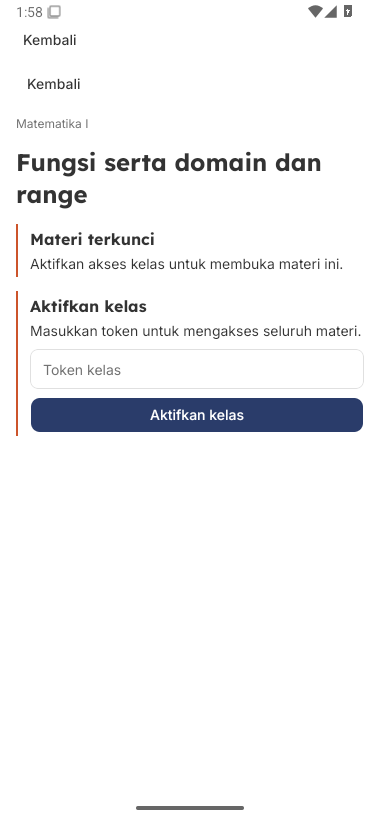 1:58
Kembali
Kembali
Matematika I
Fungsi serta domain dan
range
Materi terkunci
Aktifkan akses kelas untuk membuka materi ini.
Aktifkan kelas
Masukkan token untuk mengakses seluruh materi.
Token kelas
Aktifkan kelas